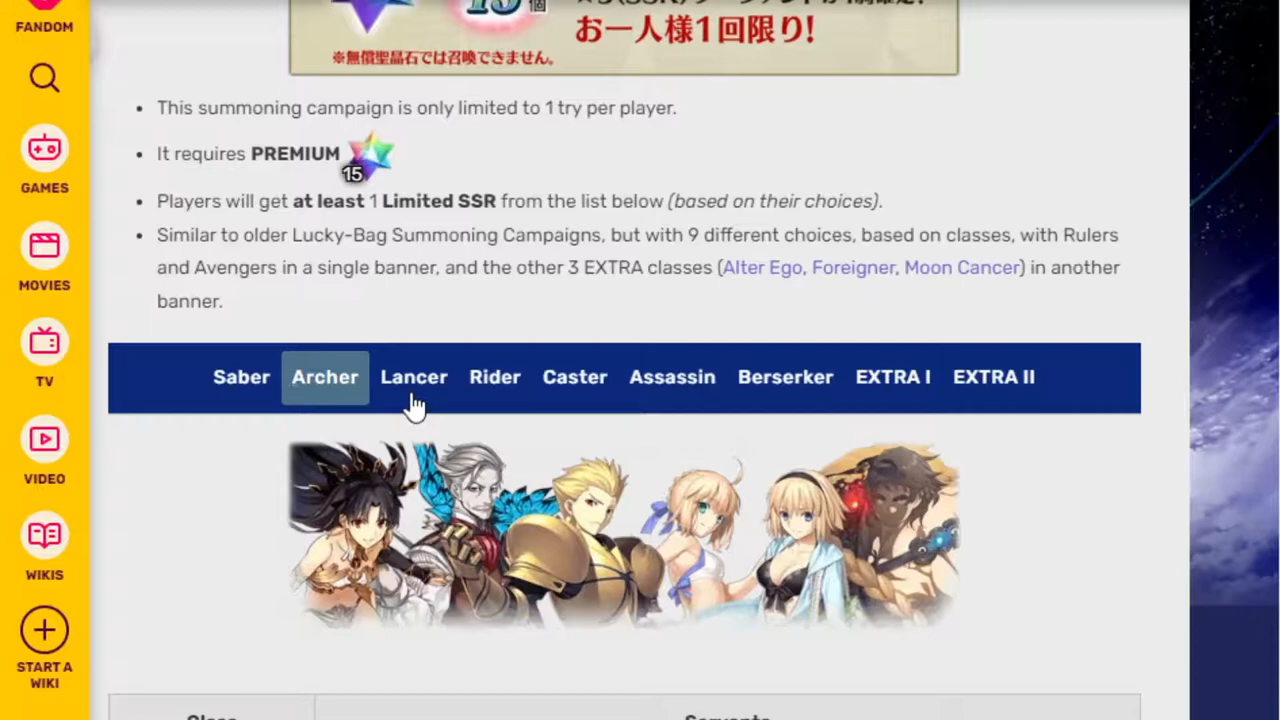 FANDOM
GAMES
MOVIES
TV
VIDEO
WIKIS
START A
WIKI
お一人様1回限り!
※無償聖晶石では召喚できません。
This summoning campaign is only limited to 1 try per player.
It requires PREMIUM 15
Players will get at least 1 Limited SSR from the list below (based on their choices).
Similar to older Lucky-Bag Summoning Campaigns, but with 9 different choices, based on classes, with Rulers
and Avengers in a single banner, and the other 3 EXTRA classes (Alter Ego, Foreigner, Moon Cancer) in another
banner.
Saber Archer Lancer Rider Caster Assassin Berserker EXTRA I EXTRA II
Class Servants